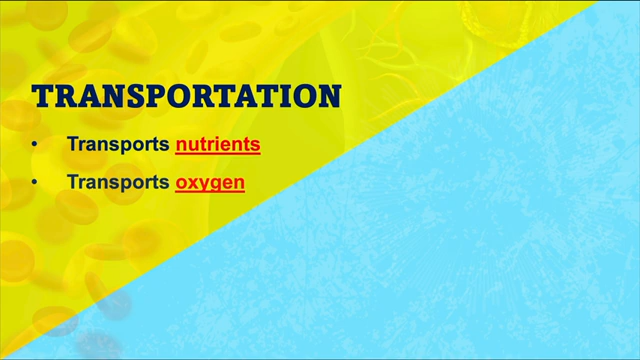 TRANSPORTATION
• Transports nutrients
• Transports oxygen